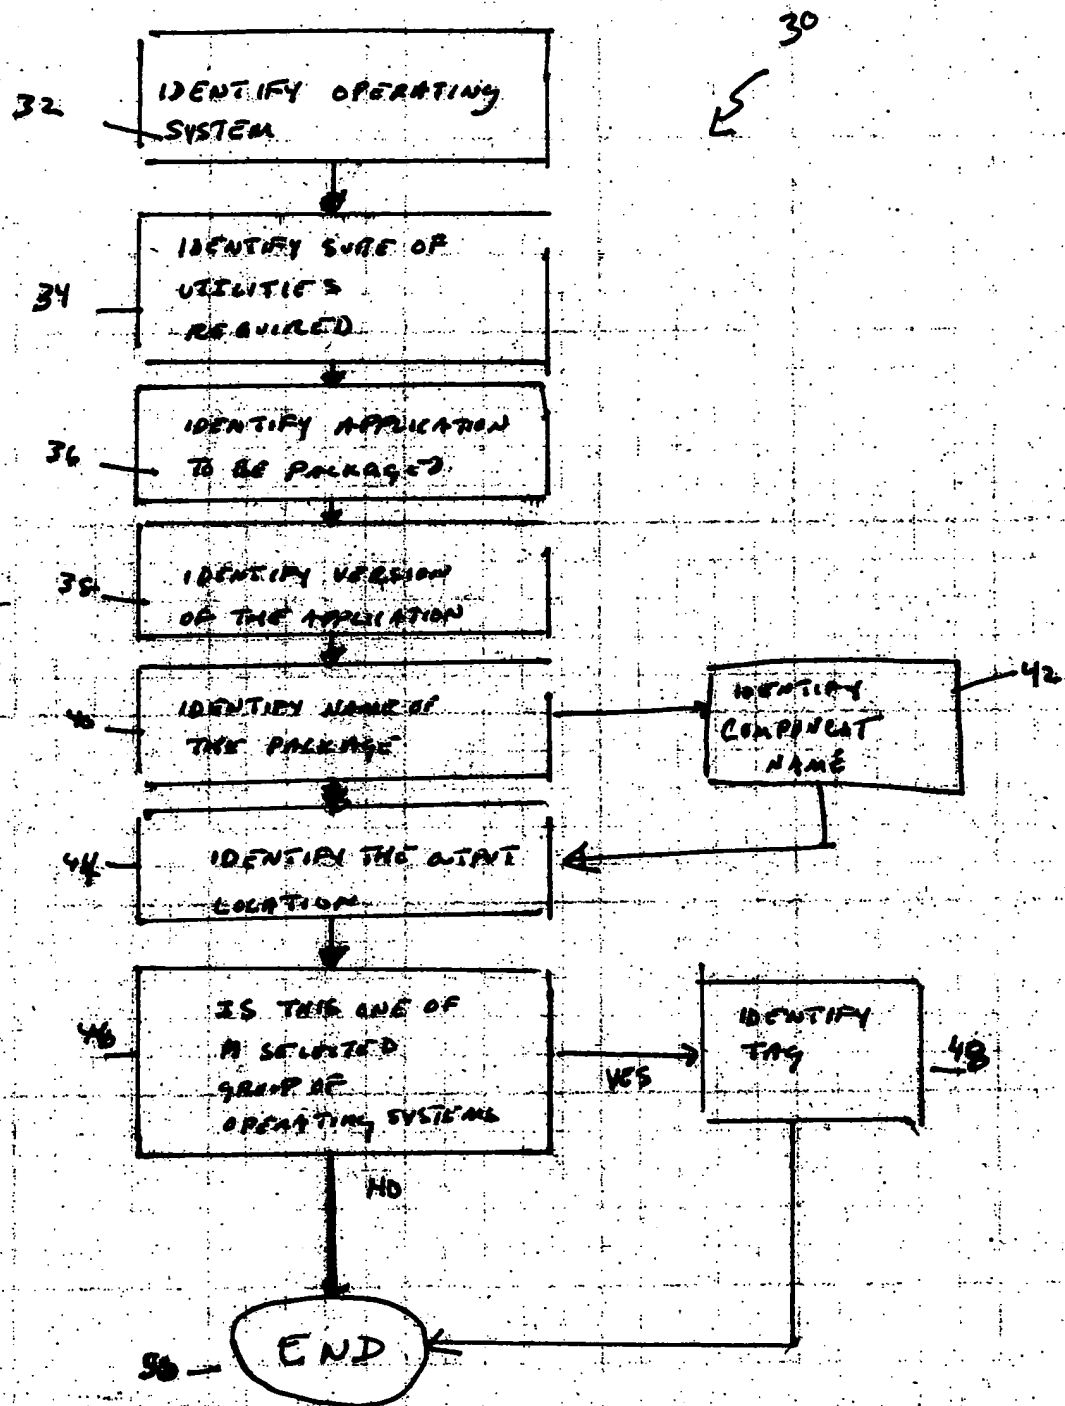 30
32
IDENTIFY OPERATING
SYSTEM
34
IDENTIFY SUITE OF
UTILITIES
REQUIRED
36
IDENTIFY APPLICATION
TO BE PACKAGED
38
IDENTIFY VERSION
OF THE APPLICATION
40
IDENTIFY NAME OF
THE PACKAGE
42
IDENTIFY
COMPONENT
NAME
44
IDENTIFY THE OUTPUT
LOCATION
46
IS THIS ONE OF
A SELECTED
GROUP OF
OPERATING SYSTEMS
YES
IDENTIFY
TAG
48
NO
END